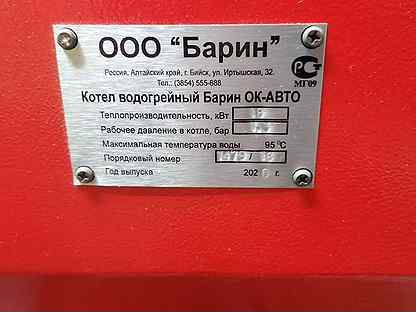 ООО “Барин”
Россия, Алтайский край, г. Бийск, ул. Иртышская, 32.
Тел.: (3854) 555-888
МГ09
Котел водогрейный Барин ОК-АВТО
Теплопроизводительность, кВт
Рабочее давление в котле, бар
Максимальная температура воды 95 °С
Порядковый номер
Год выпуска 202 г.